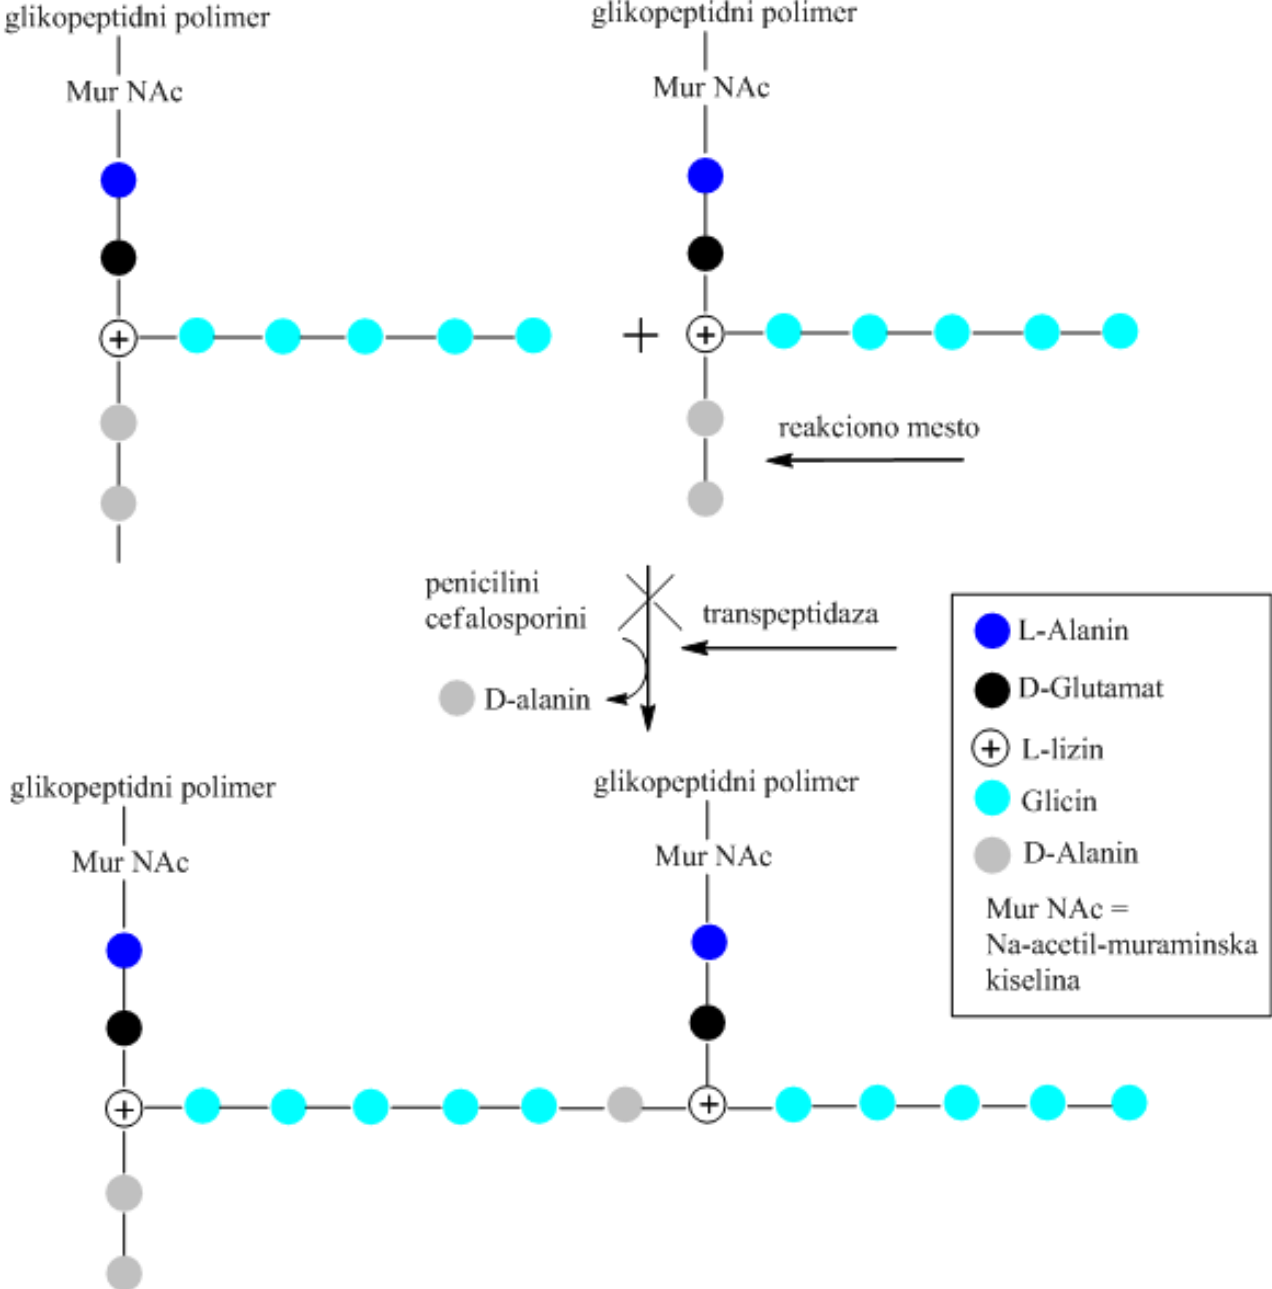 glikopeptidni polimer
glikopeptidni polimer
Mur NAc
Mur NAc
+
+
+
reakciono mesto
penicilini
cefalosporini
transpeptidaza
D-alanin
L-Alanin
D-Glutamat
+ L-lizin
Glicin
D-Alanin
Mur NAc =
Na-acetil-muraminska
kiselina
glikopeptidni polimer
glikopeptidni polimer
Mur NAc
Mur NAc
+
+